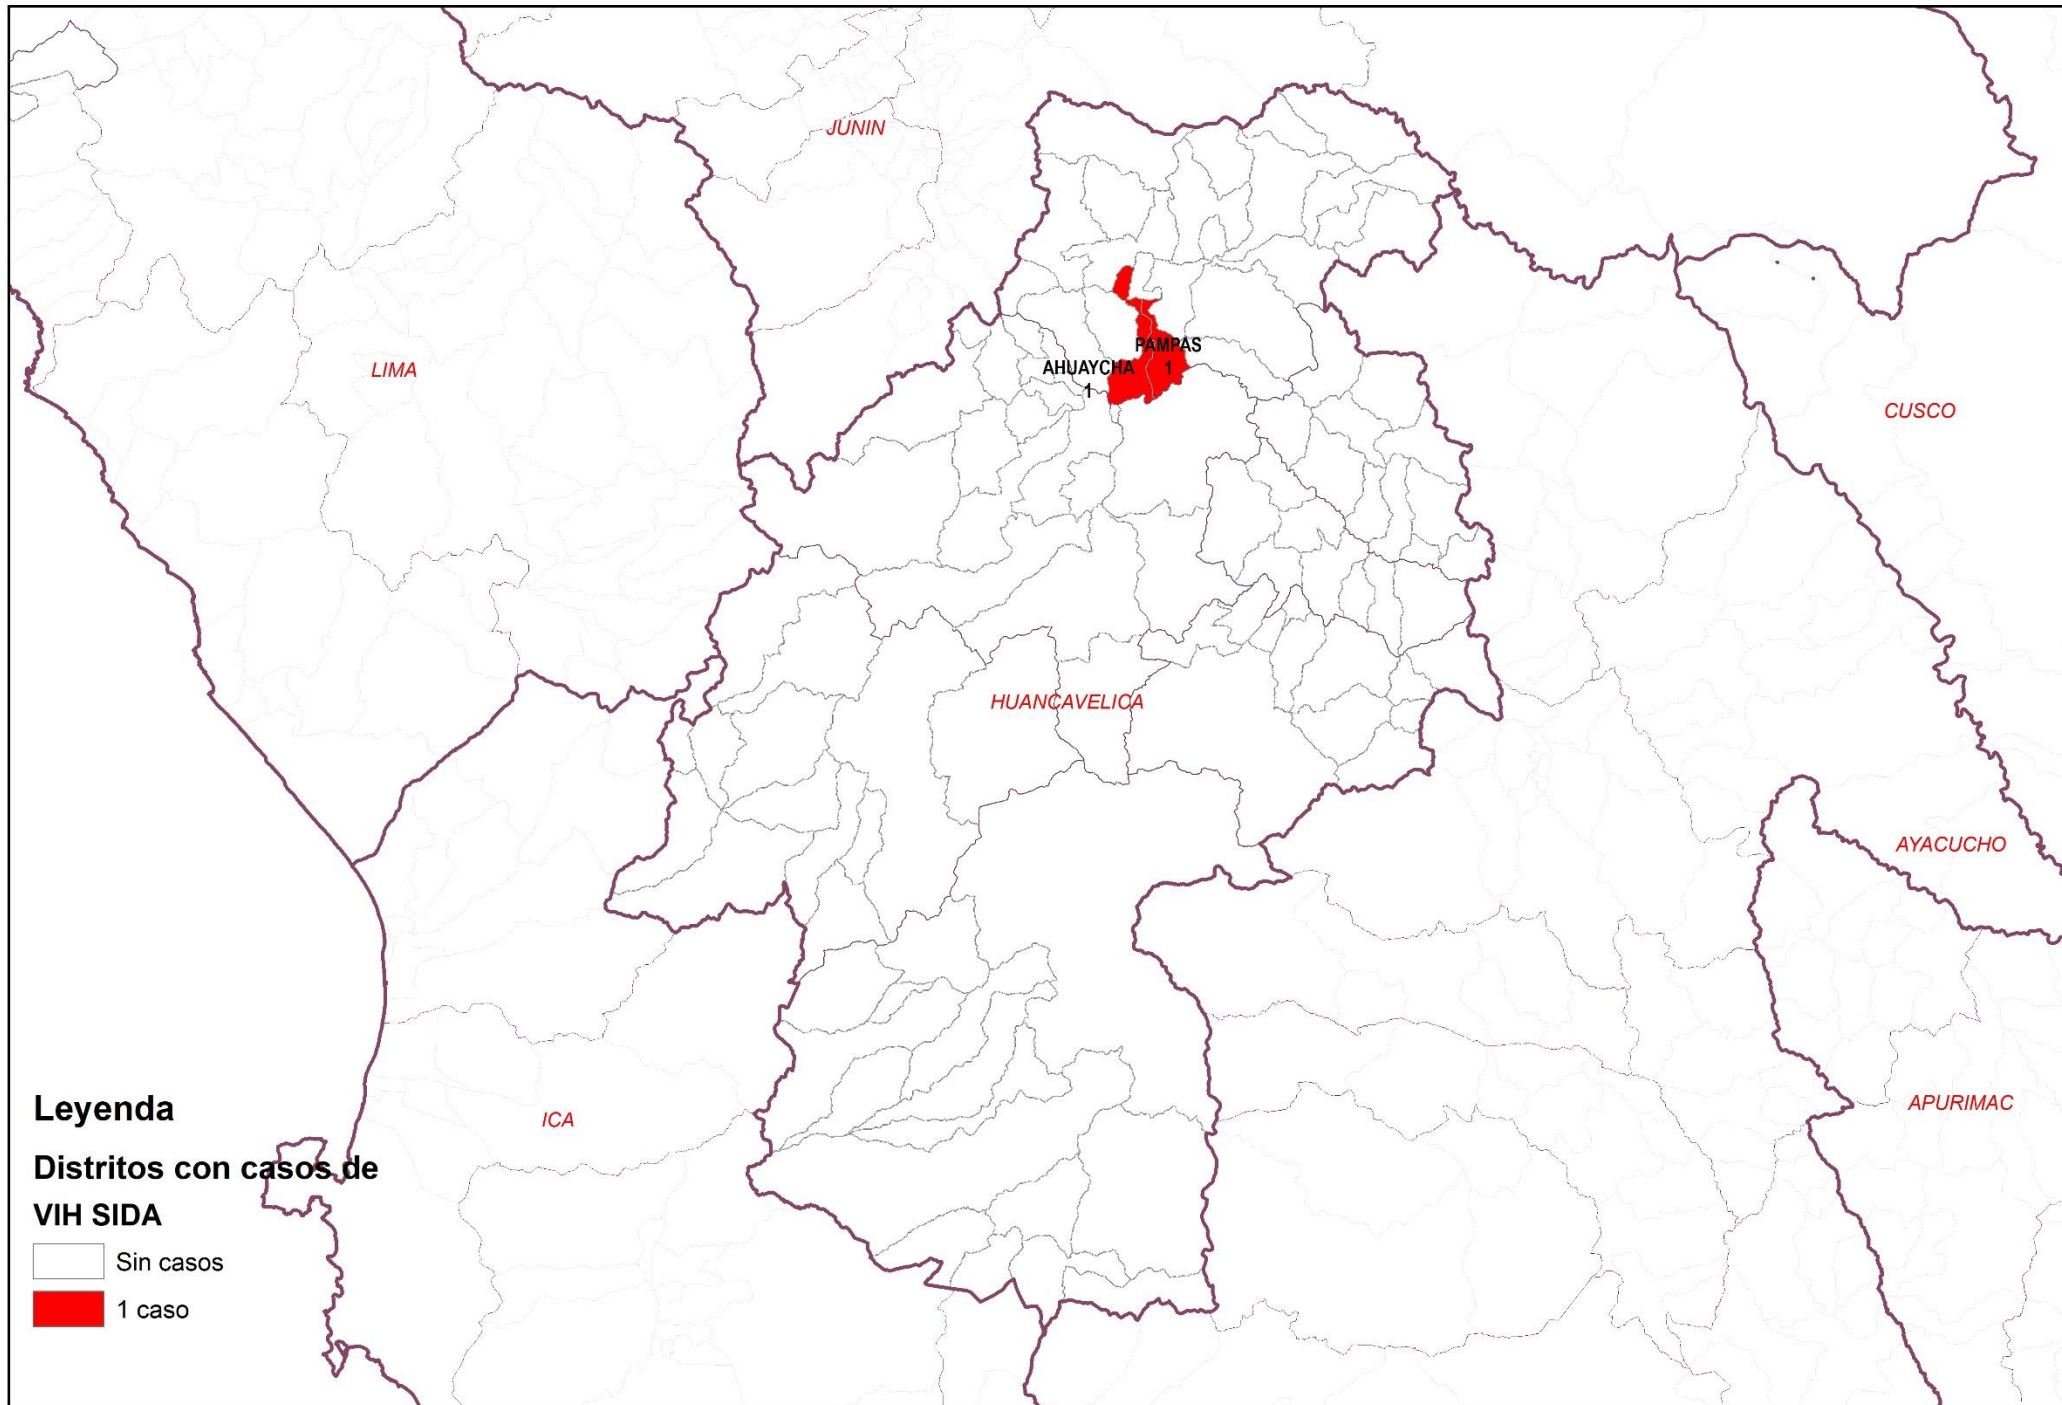 JUNIN
LIMA
PAMPAS
1
AHUAYCHA
1
CUSCO
HUANCAVELICA
AYACUCHO
ICA
APURIMAC
Leyenda
Distritos con casos de
VIH SIDA
Sin casos
1 caso